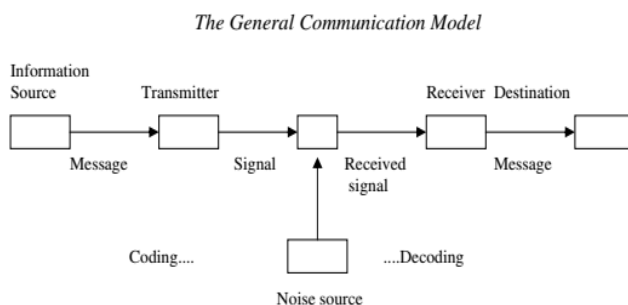 The General Communication Model
Information
Source
Transmitter
Receiver
Destination
Message
Signal
Received
signal
Message
Coding....
....Decoding
Noise source